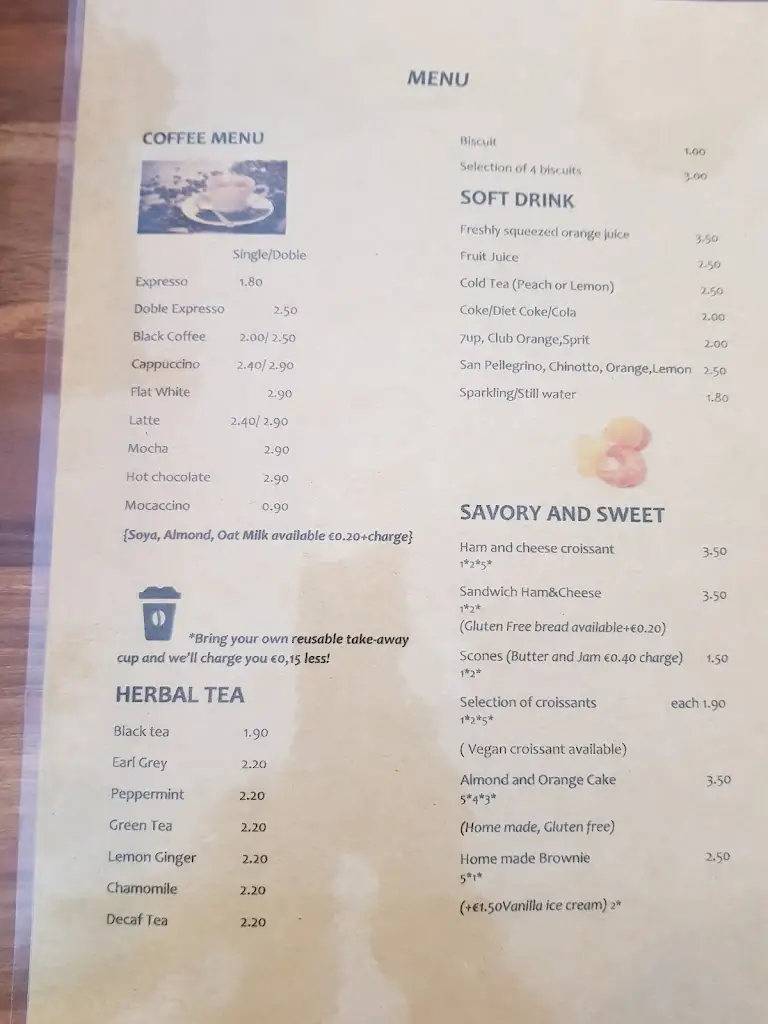 MENU
COFFEE MENU
Single/Doble
Expresso 1.80
Doble Expresso 2.50
Black Coffee 2.00/ 2.50
Cappuccino 2.40/ 2.90
Flat White 2.90
Latte 2.40/ 2.90
Mocha 2.90
Hot chocolate 2.90
Mocaccino 0.90
{Soya, Almond, Oat Milk available €0.20+charge}
*Bring your own reusable take-away
cup and we'll charge you €0,15 less!
HERBAL TEA
Black tea 1.90
Earl Grey 2.20
Peppermint 2.20
Green Tea 2.20
Lemon Ginger 2.20
Chamomile 2.20
Decaf Tea 2.20
Biscuit 1.00
Selection of 4 biscuits 3.00
SOFT DRINK
Freshly squeezed orange juice 3.50
Fruit Juice 2.50
Cold Tea (Peach or Lemon) 2.50
Coke/Diet Coke/Cola 2.00
7up, Club Orange,Sprit 2.00
San Pellegrino, Chinotto, Orange,Lemon 2.50
Sparkling/Still water 1.80
SAVORY AND SWEET
Ham and cheese croissant 3.50
1*2*5*
Sandwich Ham&Cheese 3.50
1*2*
(Gluten Free bread available+€0.20)
Scones (Butter and Jam €0.40 charge) 1.50
1*2*
Selection of croissants each 1.90
1*2*5*
( Vegan croissant available)
Almond and Orange Cake 3.50
5*4*3*
(Home made, Gluten free)
Home made Brownie 2.50
5*1*
(+€1.50Vanilla ice cream) 2*